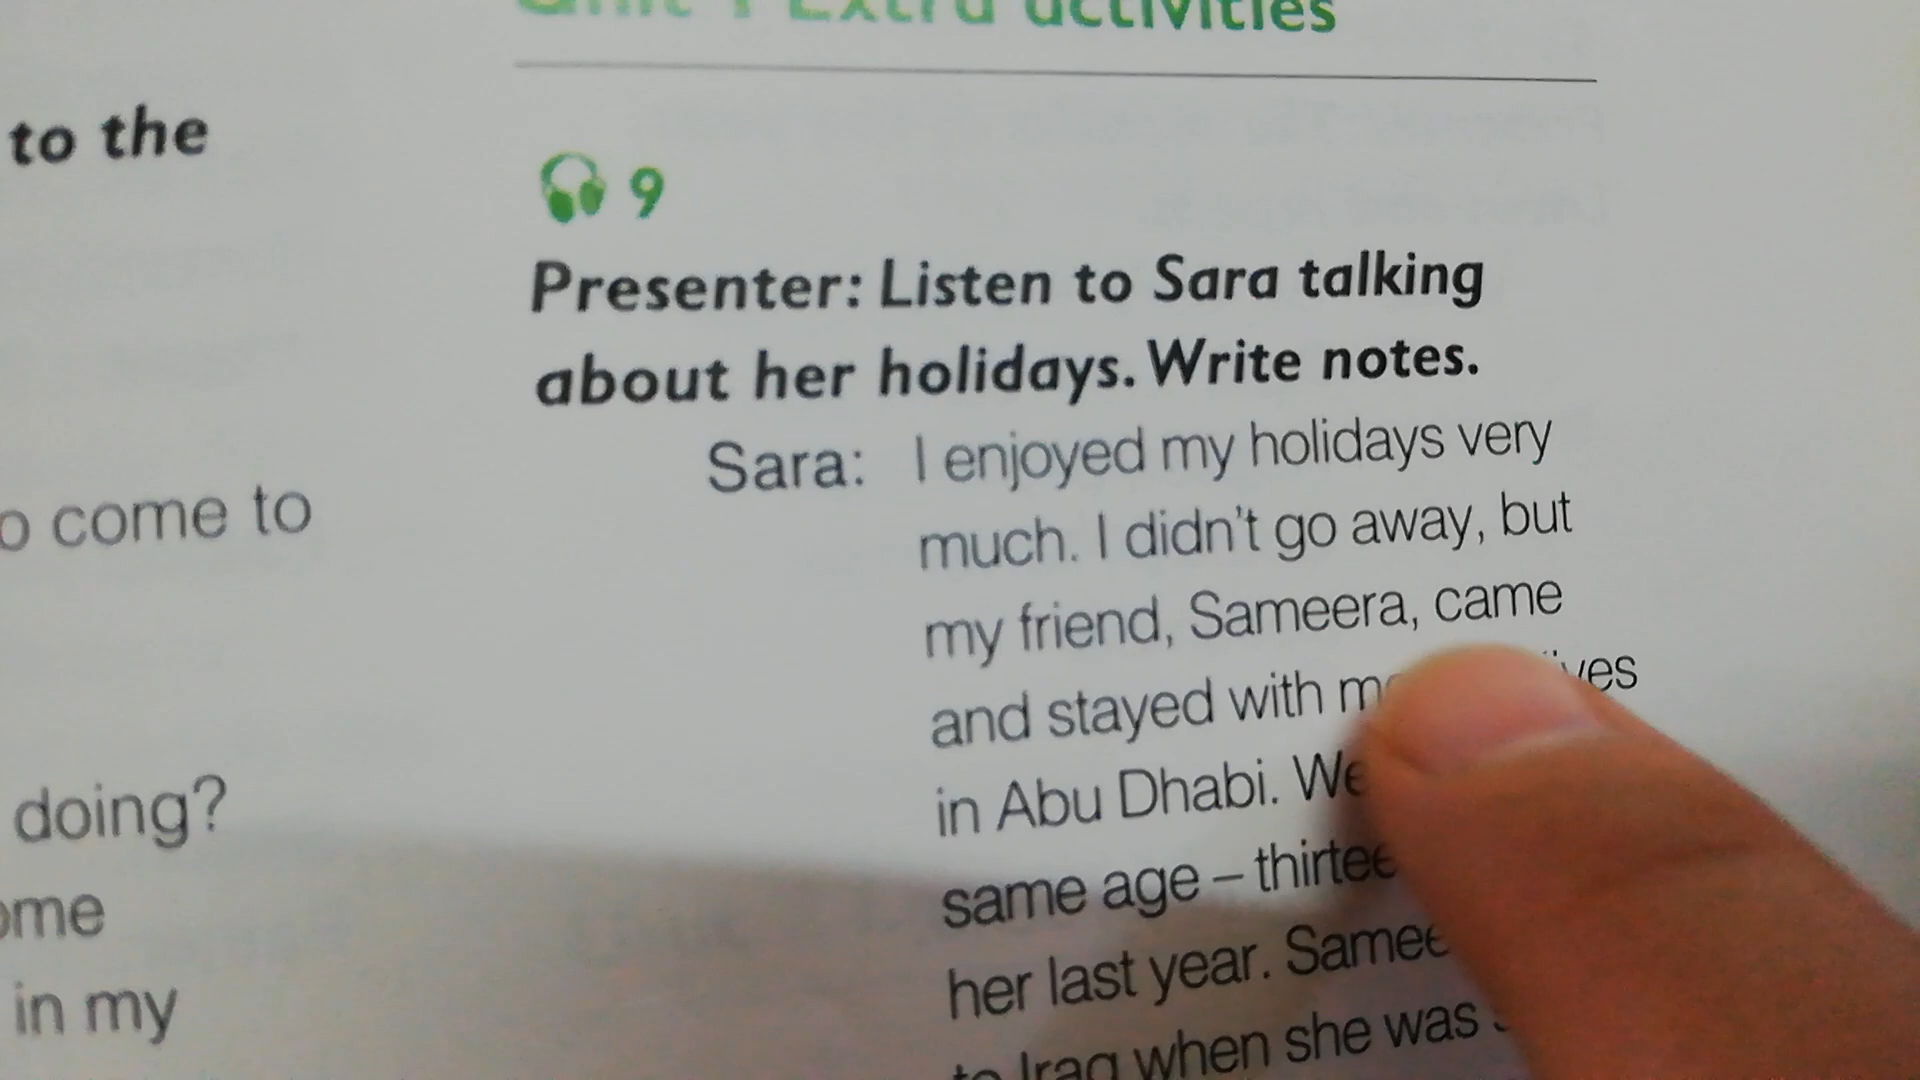 Unit 1 Extra activities
to the
o come to
doing?
ome
in my
9
Presenter: Listen to Sara talking
about her holidays. Write notes.
Sara: I enjoyed my holidays very
much. I didn't go away, but
my friend, Sameera, came
and stayed with
in Abu Dhabi. We
same age – thirtee
her last year. Samee
to Iraq when she was